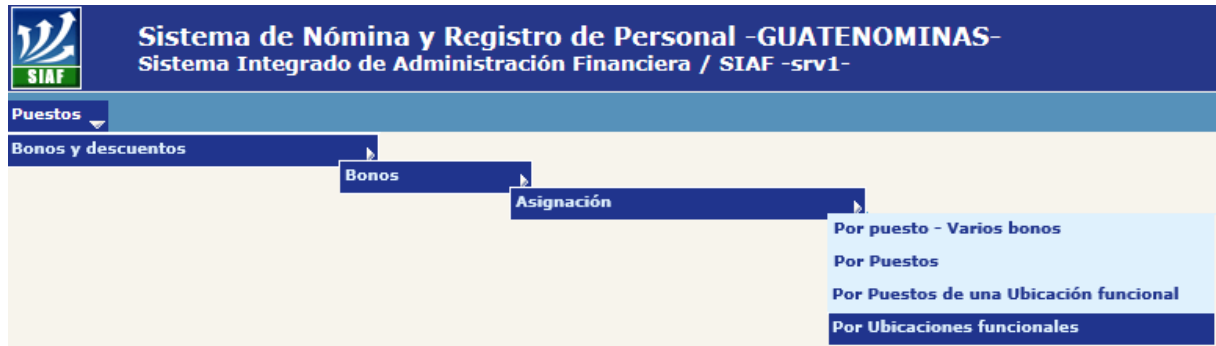 Sistema de Nómina y Registro de Personal -GUATENOMINAS-
SIAF
Sistema Integrado de Administración Financiera / SIAF -srv1-
Puestos
Bonos y descuentos
Bonos
Asignación
Por puesto - Varios bonos
Por Puestos
Por Puestos de una Ubicación funcional
Por Ubicaciones funcionales